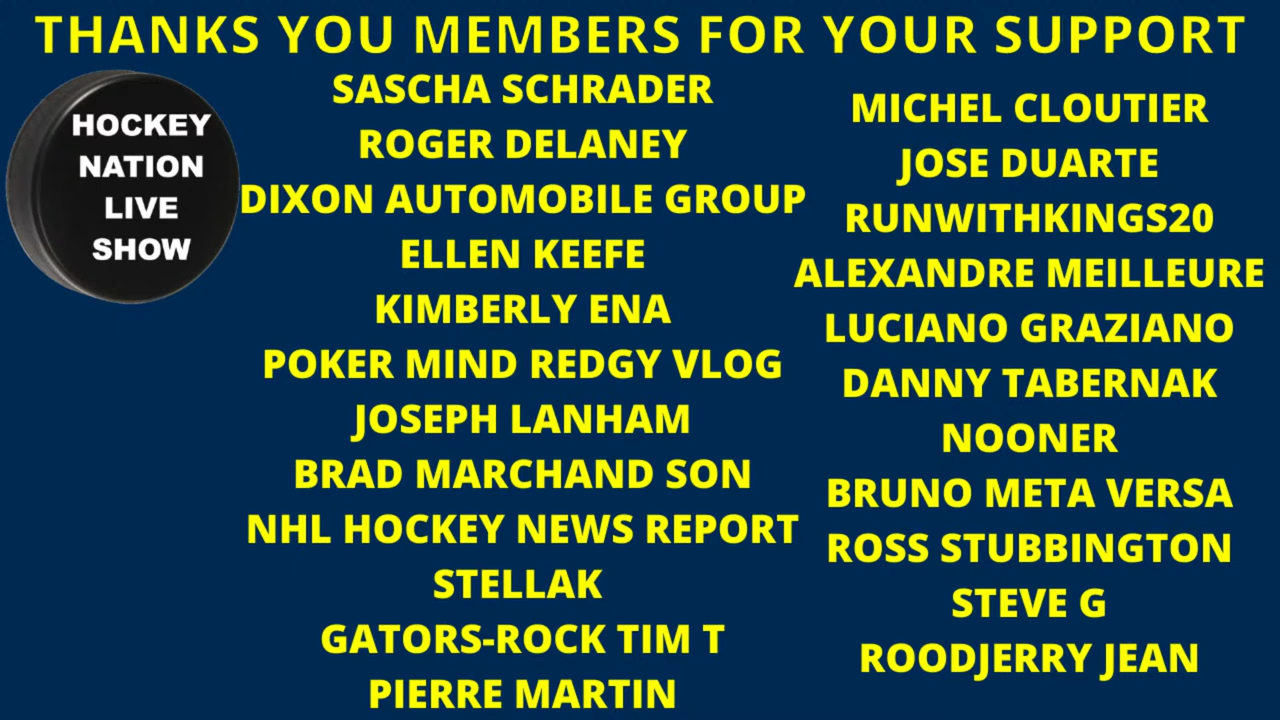 THANKS YOU MEMBERS FOR YOUR SUPPORT
HOCKEY
NATION
LIVE
SHOW
SASCHA SCHRADER
ROGER DELANEY
DIXON AUTOMOBILE GROUP
ELLEN KEEFE
KIMBERLY ENA
POKER MIND REDGY VLOG
JOSEPH LANHAM
BRAD MARCHAND SON
NHL HOCKEY NEWS REPORT
STELLAK
GATORS-ROCK TIM T
PIERRE MARTIN
MICHEL CLOUTIER
JOSE DUARTE
RUNWITHKINGS20
ALEXANDRE MEILLEURE
LUCIANO GRAZIANO
DANNY TABERNAK
NOONER
BRUNO META VERSA
ROSS STUBBINGTON
STEVE G
ROODJERRY JEAN